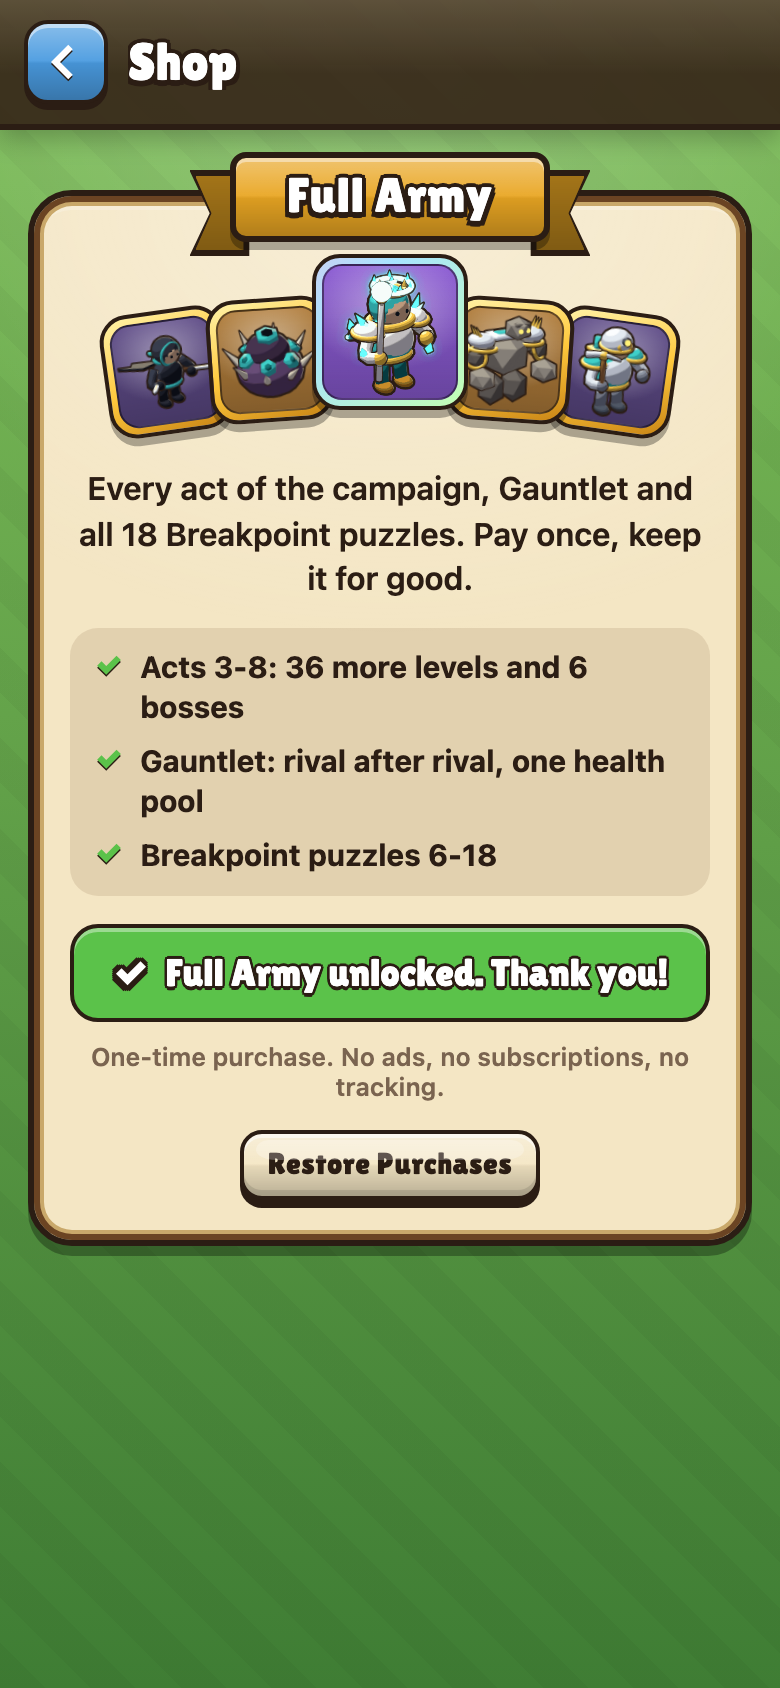 Shop
Full Army
Every act of the campaign, Gauntlet and
all 18 Breakpoint puzzles. Pay once, keep
it for good.
Acts 3-8: 36 more levels and 6
bosses
Gauntlet: rival after rival, one health
pool
Breakpoint puzzles 6-18
Full Army unlocked. Thank you!
One-time purchase. No ads, no subscriptions, no
tracking.
Restore Purchases